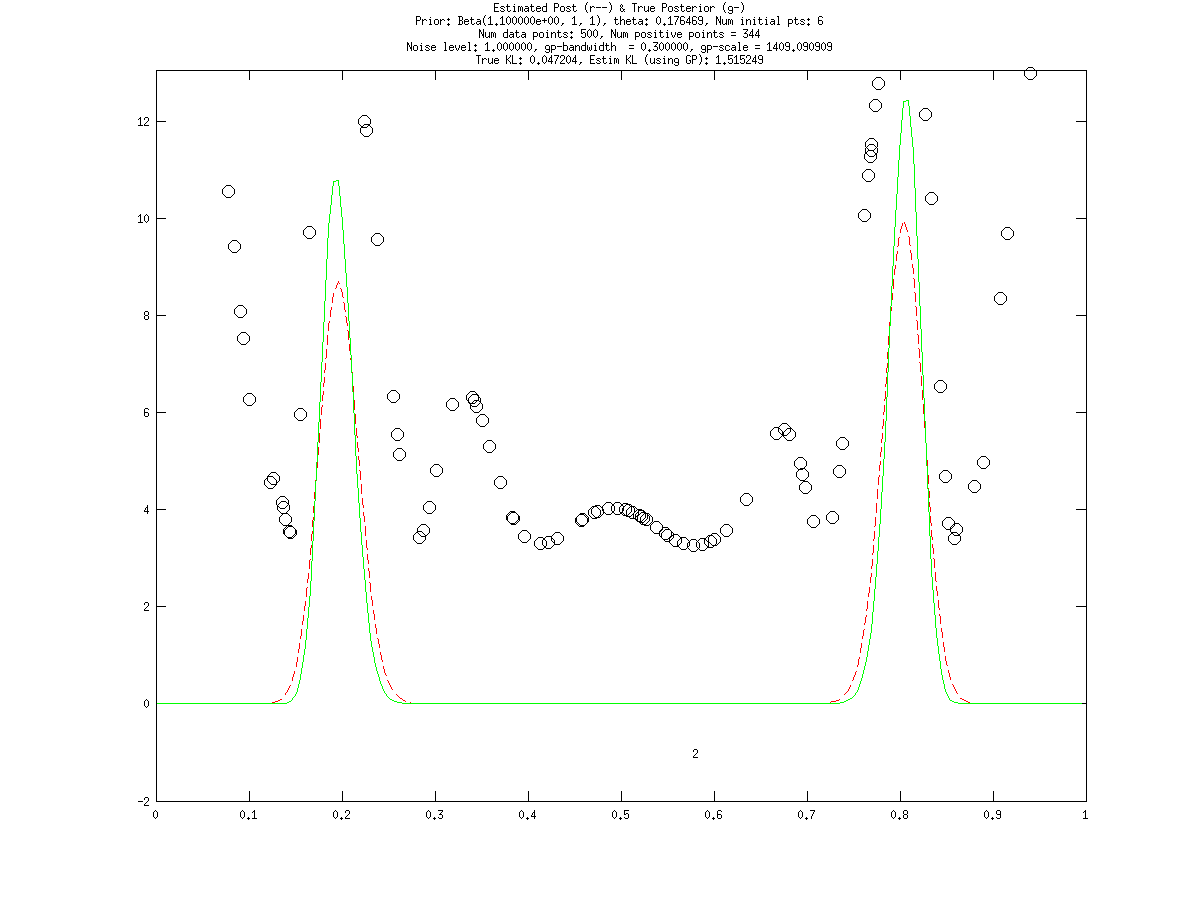 Estimated Post (r--) & True Posterior (g-)
Prior: Beta(1.100000e+00, 1, 1), theta: 0.176469, Num initial pts: 6
Num data points: 500, Num positive points = 344
Noise level: 1.000000, gp-bandwidth  = 0.300000, gp-scale = 1409.090909
True KL: 0.047204, Estim KL (using GP): 1.515249
12
10
8
6
4
2
0
2
-2
0 0.1 0.2 0.3 0.4 0.5 0.6 0.7 0.8 0.9 1